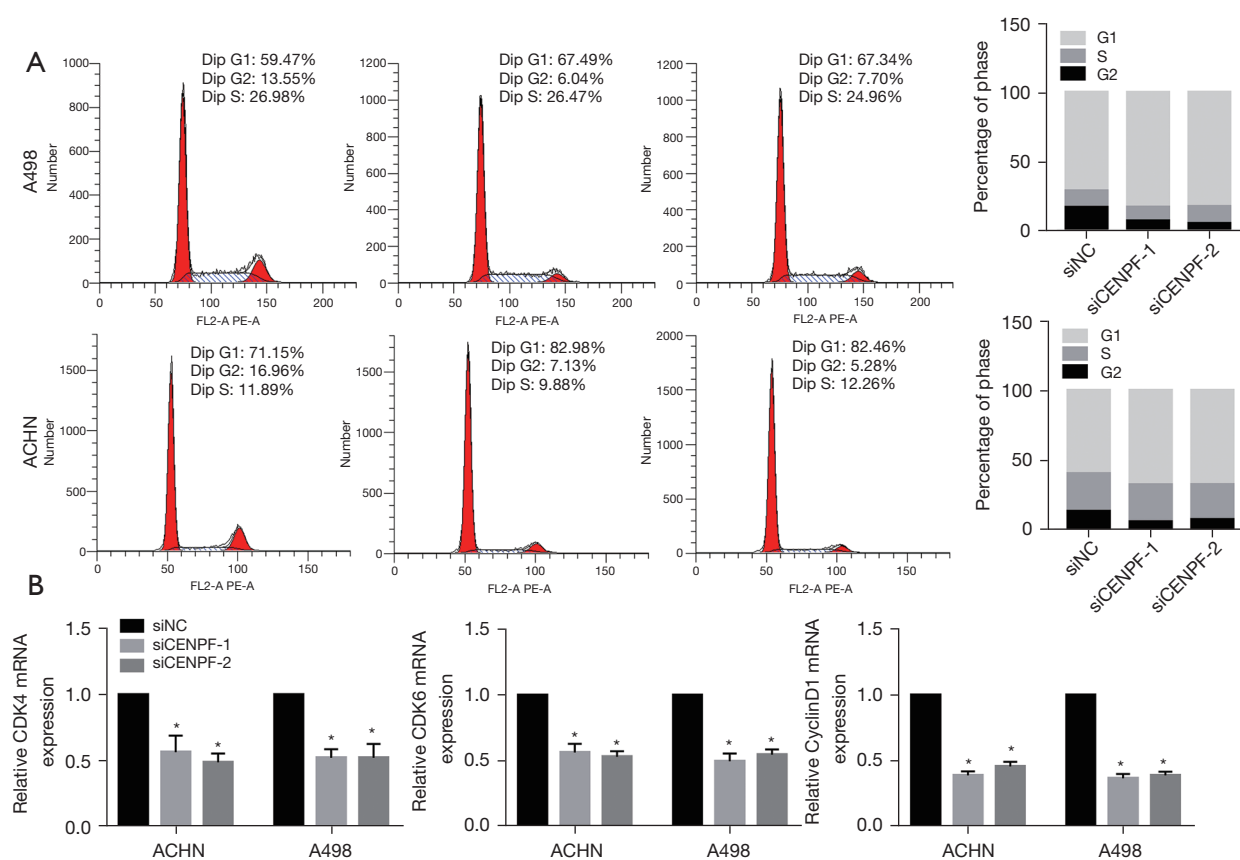 A
A498
Dip G1: 59.47%
Dip G2: 13.55%
Dip S: 26.98%
Number
1000
800
600
400
200
0
0 50 100 150 200
FL2-A PE-A
Dip G1: 67.49%
Dip G2: 6.04%
Dip S: 26.47%
Number
1200
1000
800
600
400
200
0
0 50 100 150 200
FL2-A PE-A
Dip G1: 67.34%
Dip G2: 7.70%
Dip S: 24.96%
Number
1200
1000
800
600
400
200
0
0 50 100 150 200
FL2-A PE-A
Percentage of phase
150
100
50
0
G1
S
G2
siNC
siCENPF-1
siCENPF-2
ACHN
Dip G1: 71.15%
Dip G2: 16.96%
Dip S: 11.89%
Number
1500
1000
500
0
0 50 100 150
FL2-A PE-A
Dip G1: 82.98%
Dip G2: 7.13%
Dip S: 9.88%
Number
1500
1000
500
0
0 50 100 150
FL2-A PE-A
Dip G1: 82.46%
Dip G2: 5.28%
Dip S: 12.26%
Number
2000
1500
1000
500
0
0 50 100 150
FL2-A PE-A
Percentage of phase
150
100
50
0
G1
S
G2
siNC
siCENPF-1
siCENPF-2
B
Relative CDK4 mRNA
expression
1.5
1.0
0.5
0.0
siNC
siCENPF-1
siCENPF-2
* * * *
ACHN A498
Relative CDK6 mRNA
expression
1.5
1.0
0.5
0.0
* * * *
ACHN A498
Relative CyclinD1 mRNA
expression
1.5
1.0
0.5
0.0
* * * *
ACHN A498